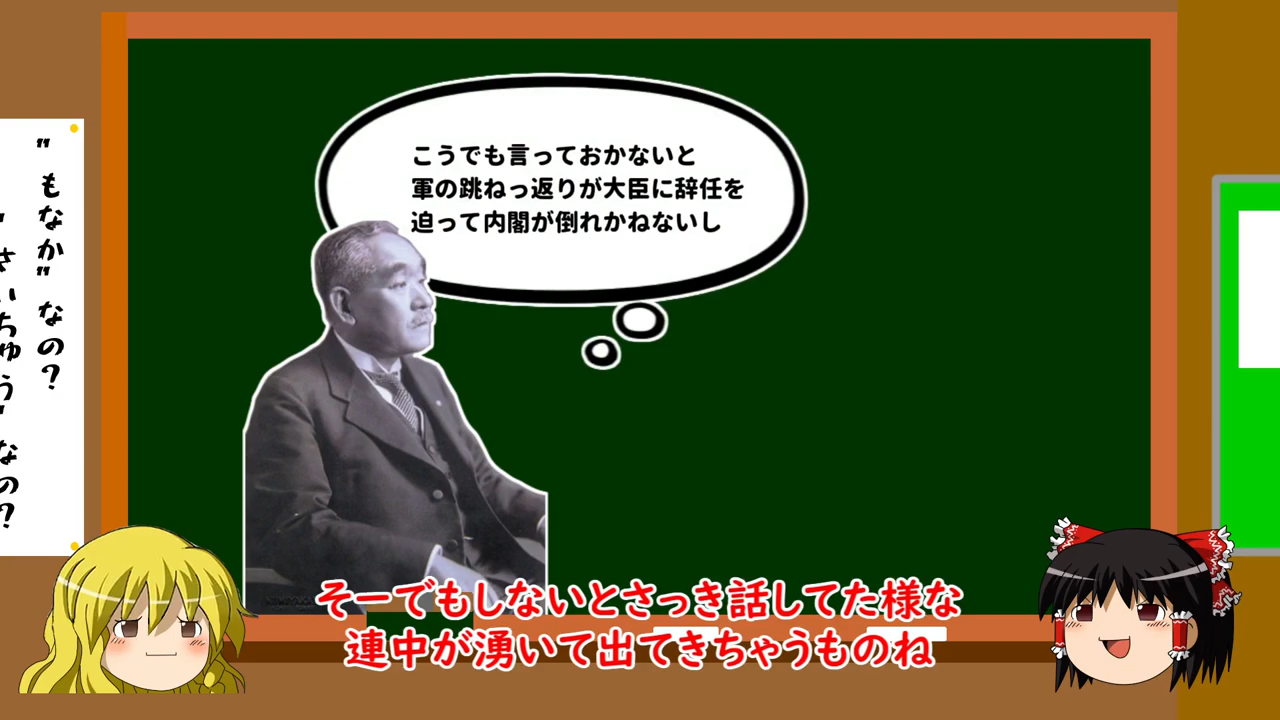 こうでも言っておかないと
軍の跳ねっ返りが大臣に辞任を
迫って内閣が倒れかねないし
"もなか"なの?
"さいちゅう"なの?
そーでもしないとさっき話してた様な
連中が湧いて出てきちゃうものね